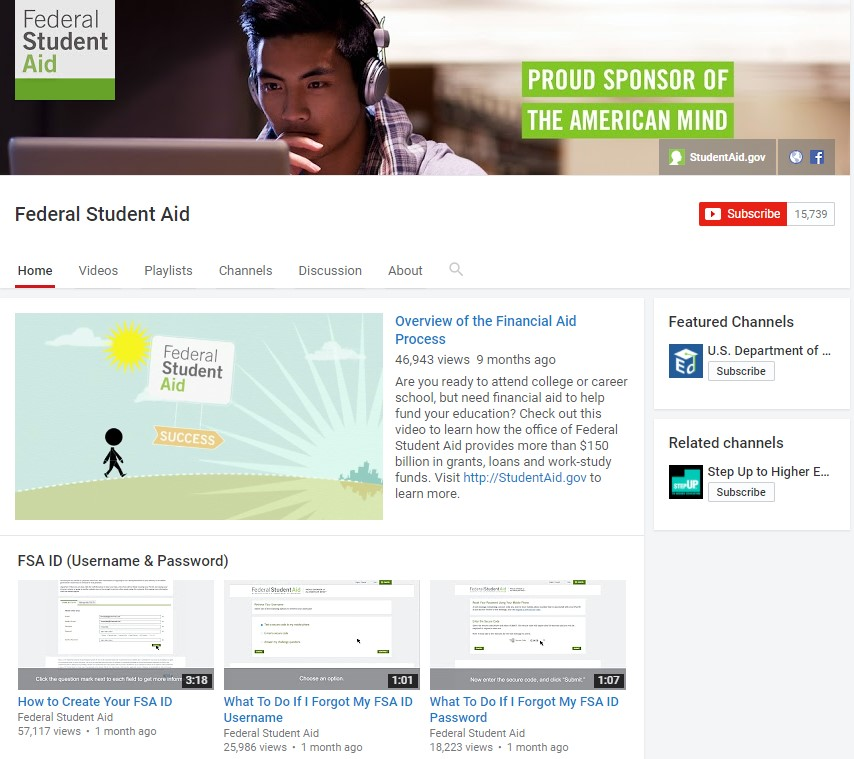 Federal
Student
Aid
PROUD SPONSOR OF
THE AMERICAN MIND
StudentAid.gov
Federal Student Aid
Subscribe 15,739
Home Videos Playlists Channels Discussion About
Federal
Student
Aid
SUCCESS
Overview of the Financial Aid
Process
46,943 views 9 months ago
Are you ready to attend college or career
school, but need financial aid to help
fund your education? Check out this
video to learn how the office of Federal
Student Aid provides more than $150
billion in grants, loans and work-study
funds. Visit http://StudentAid.gov to
learn more.
Featured Channels
U.S. Department of ...
Subscribe
Related channels
STEP UP
Step Up to Higher E...
Subscribe
FSA ID (Username & Password)
Click the question mark next to each field to get more inform
3:18
How to Create Your FSA ID
Federal Student Aid
57,117 views • 1 month ago
Federal Student Aid
Choose an option.
1:01
What To Do If I Forgot My FSA ID
Username
Federal Student Aid
25,986 views • 1 month ago
Federal Student Aid
Now enter the secure code, and click "Submit."
1:07
What To Do If I Forgot My FSA ID
Password
Federal Student Aid
18,223 views • 1 month ago